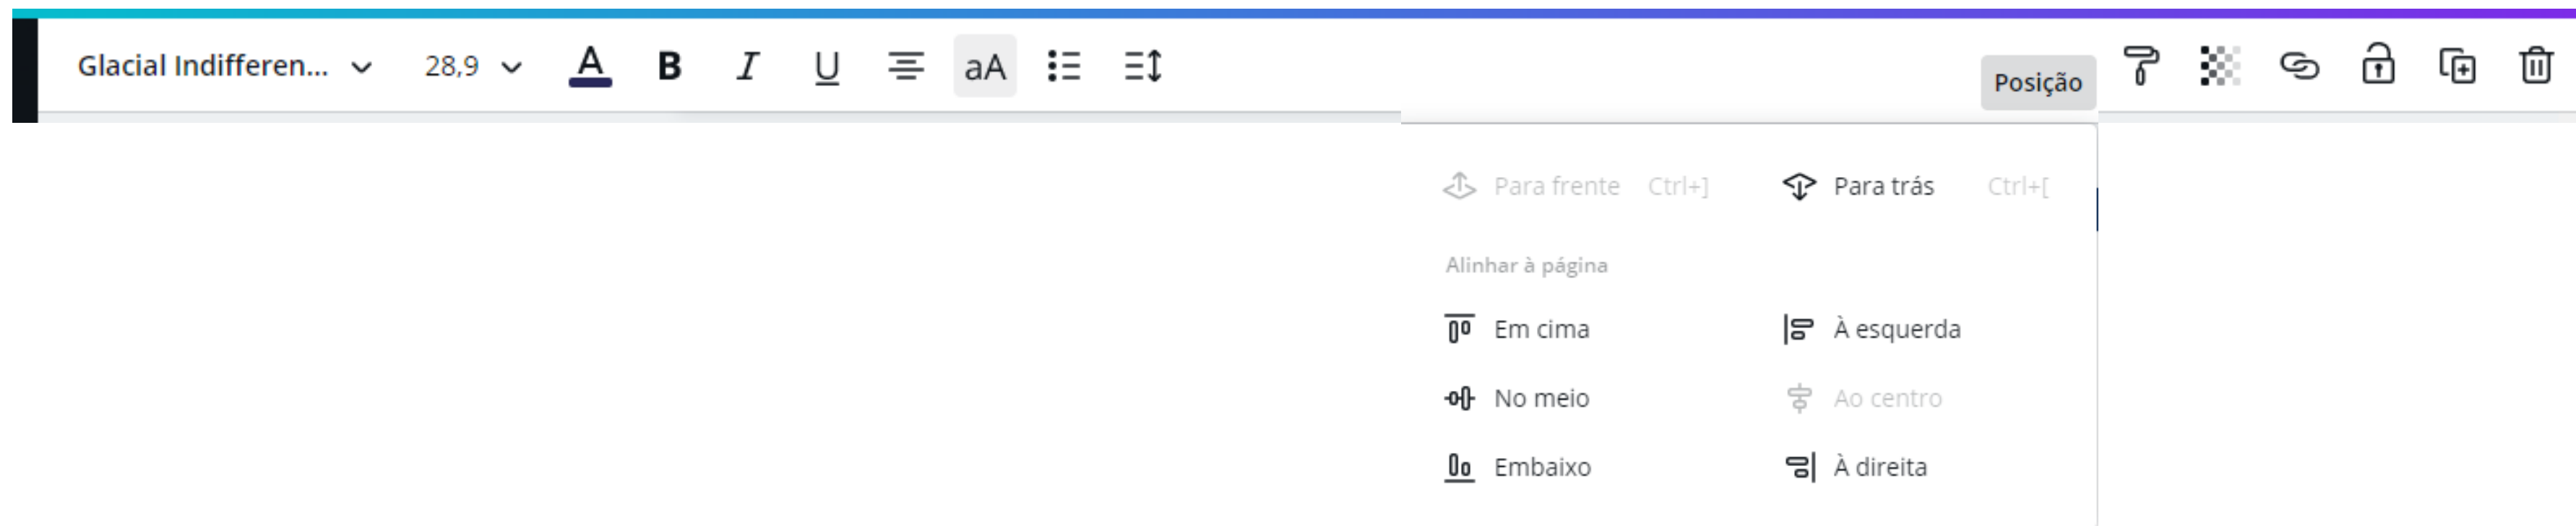 Glacial Indifferen... 28,9 A B I U aA Posição
Para frente Ctrl+] Para trás Ctrl+[
Alinhar à página
Em cima À esquerda
No meio Ao centro
Embaixo À direita